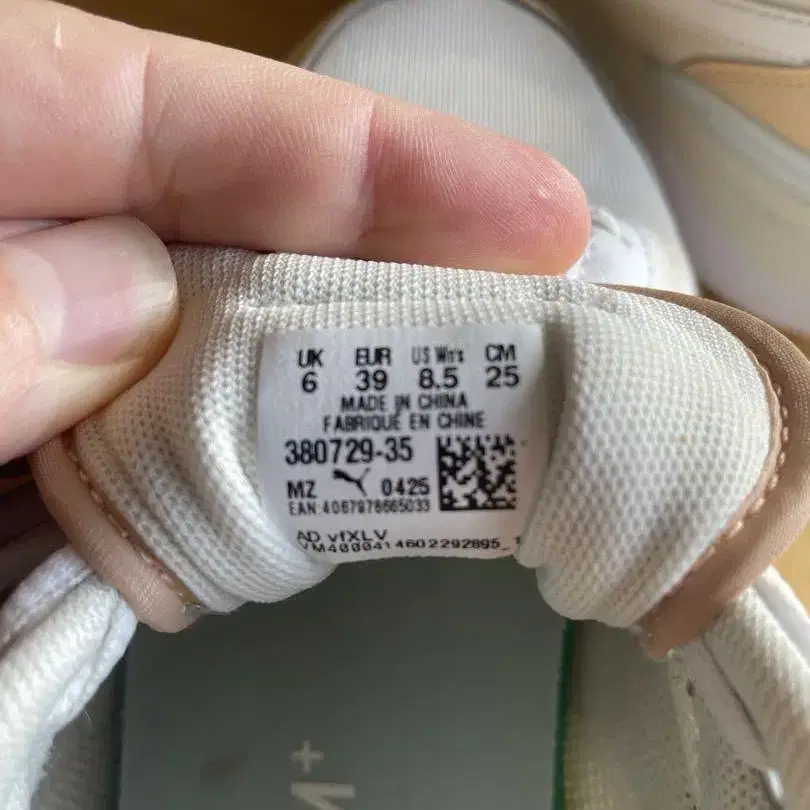 UK EUR US Wn's CM
6 39 8.5 25
MADE IN CHINA
FABRIQUÉ EN CHINE
380729-35
MZ 0425
EAN:4067978665033
AD vfXLV